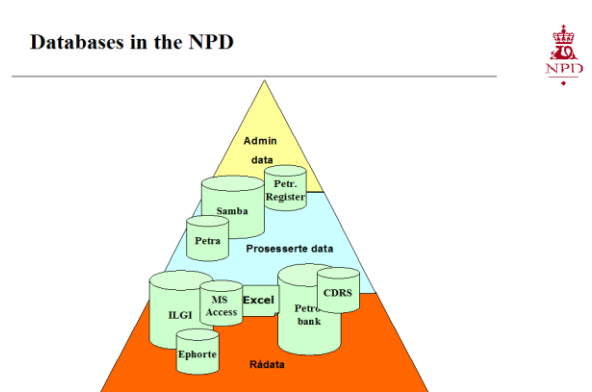 Databases in the NPD
NPD
Admin
data
Petr.
Register
Samba
Petra
Prosesserte data
ILGI
MS
Access
Excel
Petro
bank
CDRS
Ephorte
Rådata